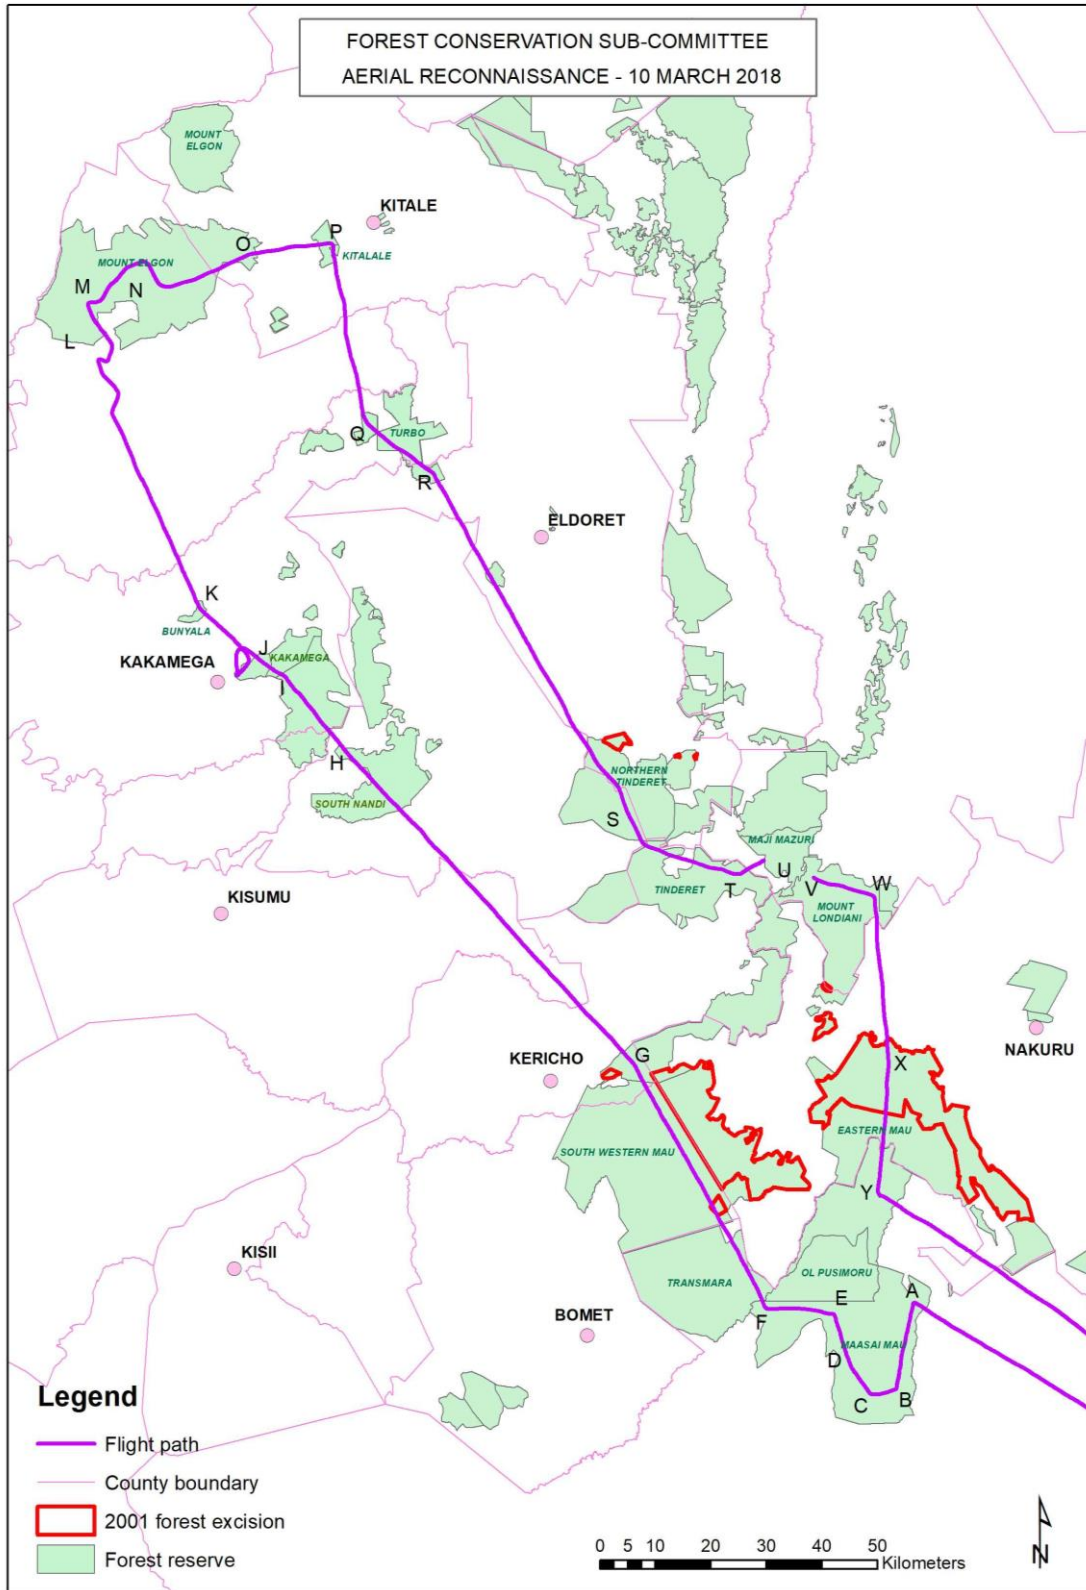 FOREST CONSERVATION SUB-COMMITTEE
AERIAL RECONNAISSANCE - 10 MARCH 2018
MOUNT
ELGON
KITALE
P
O
KITALALE
MOUNT ELGON
M
N
L
Q
TURBO
R
ELDORET
K
BUNYALA
J
KAKAMEGA
KAKAMEGA
I
H
NORTHERN
TINDERET
SOUTH NANDI
S
MAJI MAZURI
U
W
V
T
TINDERET
MOUNT
LONDIANI
KISUMU
NAKURU
G
KERICHO
X
EASTERN MAU
SOUTH WESTERN MAU
Y
KISII
OL PUSIMORU
TRANSMARA
A
E
BOMET
F
MAASAI MAU
D
C
B
Legend
Flight path
County boundary
2001 forest excision
Forest reserve
0 5 10 20 30 40 50
Kilometers
N